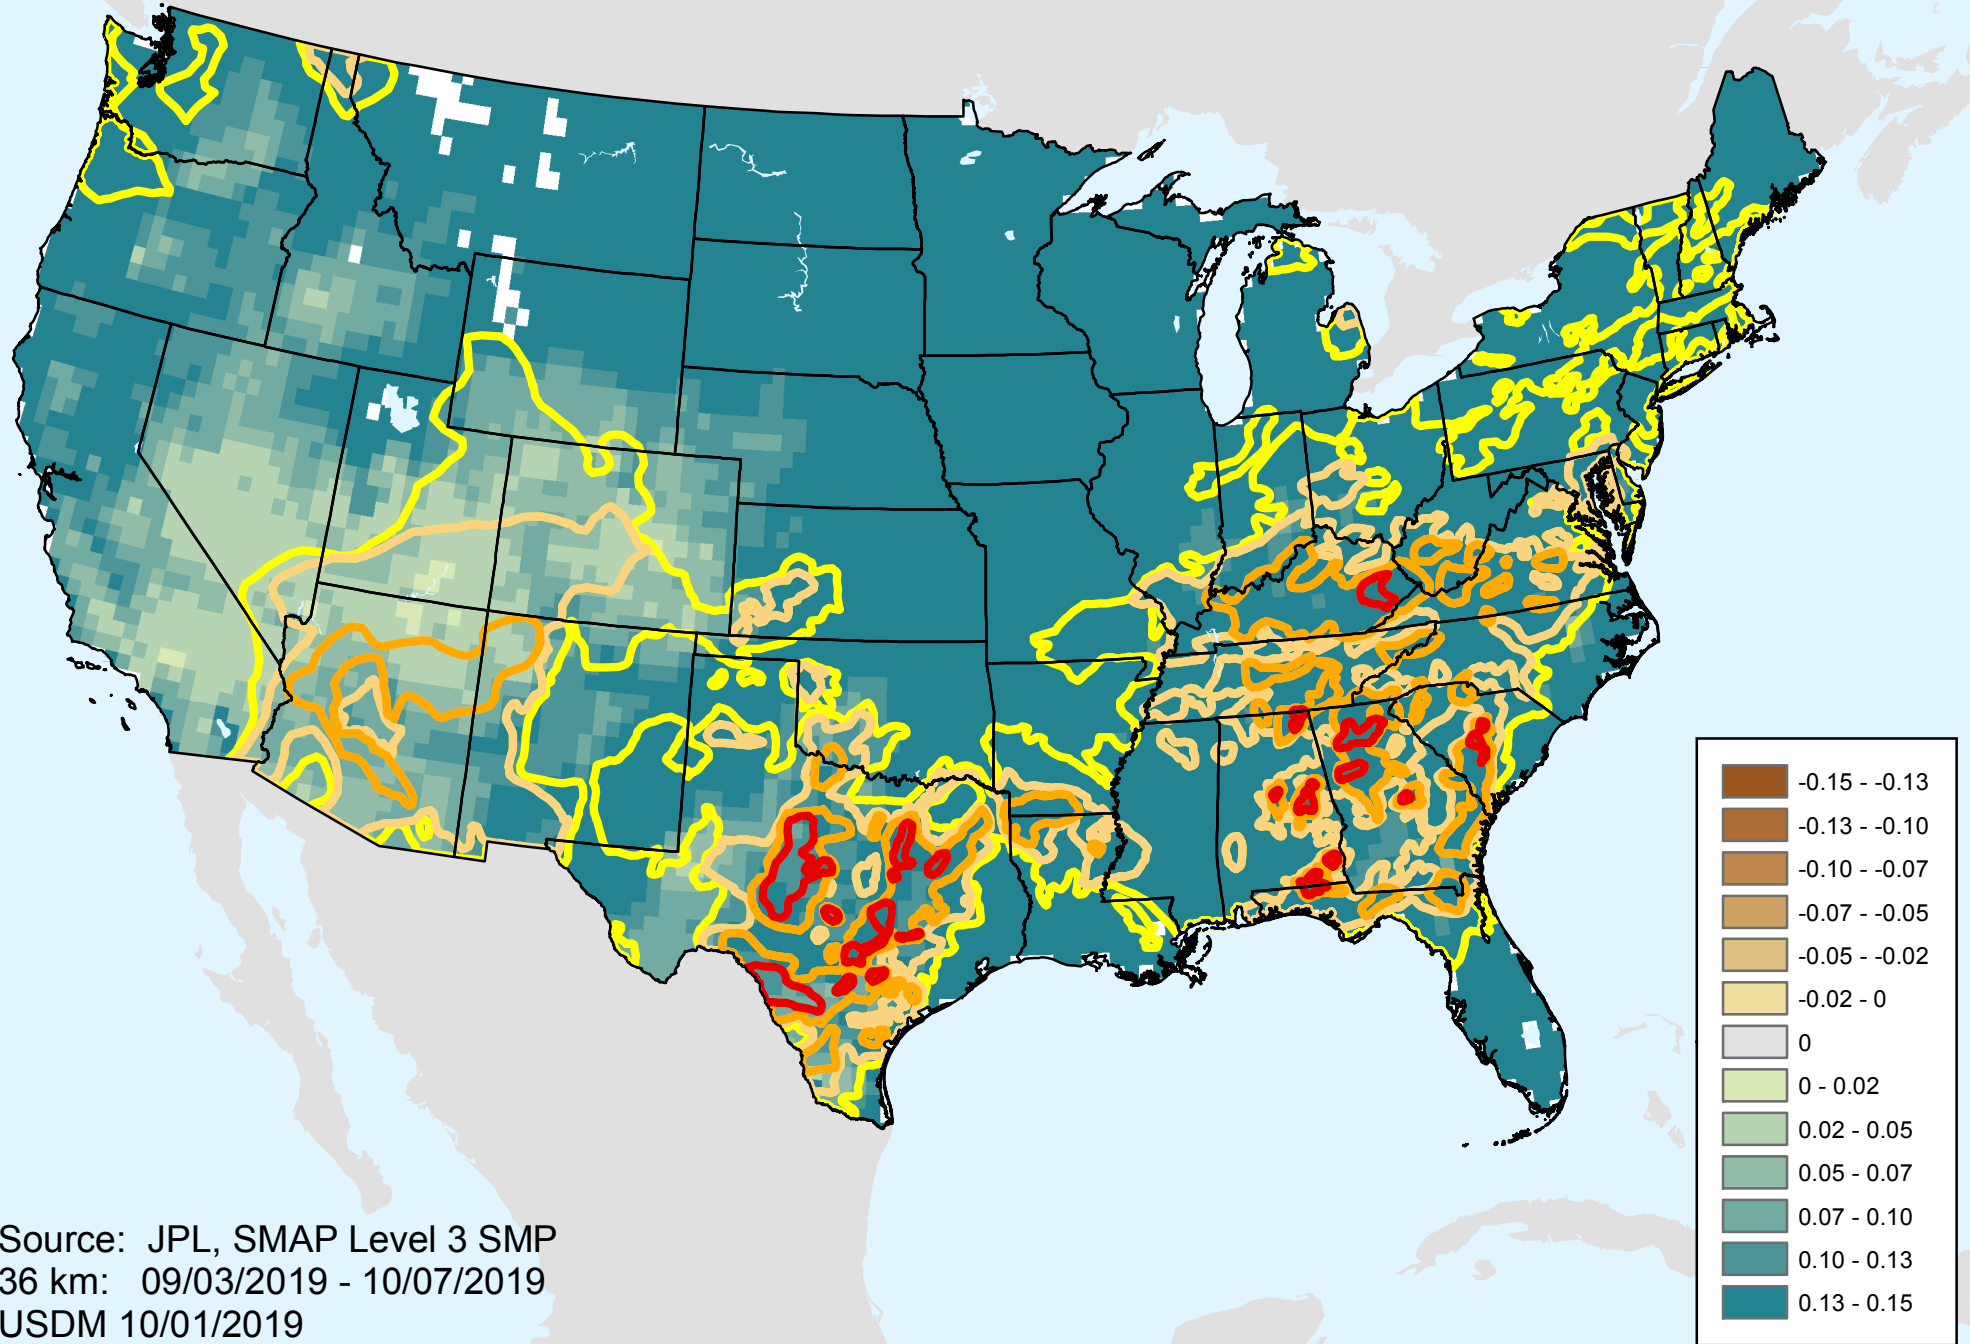 -0.15 - -0.13
-0.13 - -0.10
-0.10 - -0.07
-0.07 - -0.05
-0.05 - -0.02
-0.02 - 0
0
0 - 0.02
0.02 - 0.05
0.05 - 0.07
0.07 - 0.10
0.10 - 0.13
0.13 - 0.15
Source: JPL, SMAP Level 3 SMP
36 km: 09/03/2019 - 10/07/2019
USDM 10/01/2019